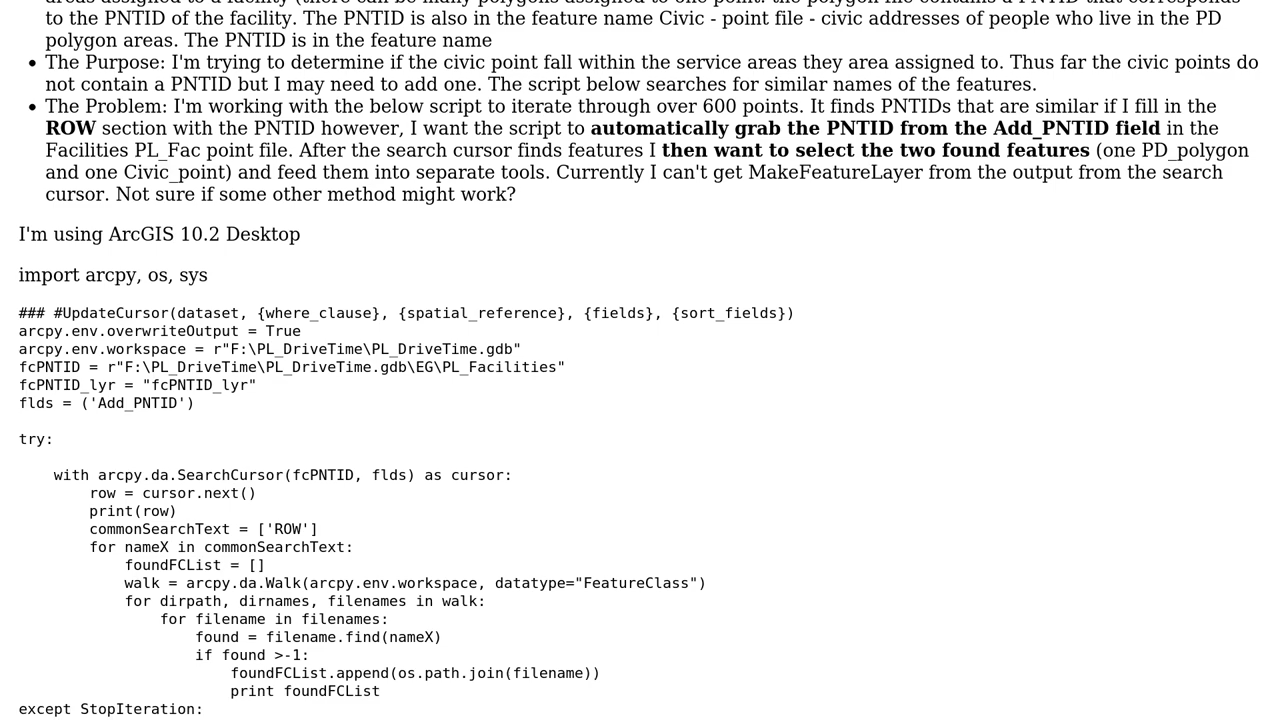 to the PNTID of the facility. The PNTID is also in the feature name Civic - point file - civic addresses of people who live in the PD
polygon areas. The PNTID is in the feature name
• The Purpose: I'm trying to determine if the civic point fall within the service areas they area assigned to. Thus far the civic points do
not contain a PNTID but I may need to add one. The script below searches for similar names of the features.
• The Problem: I'm working with the below script to iterate through over 600 points. It finds PNTIDs that are similar if I fill in the
ROW section with the PNTID however, I want the script to automatically grab the PNTID from the Add_PNTID field in the
Facilities PL_Fac point file. After the search cursor finds features I then want to select the two found features (one PD_polygon
and one Civic_point) and feed them into separate tools. Currently I can't get MakeFeatureLayer from the output from the search
cursor. Not sure if some other method might work?
I'm using ArcGIS 10.2 Desktop
import arcpy, os, sys
### #UpdateCursor(dataset, {where_clause}, {spatial_reference}, {fields}, {sort_fields})
arcpy.env.overwriteOutput = True
arcpy.env.workspace = r"F:\PL_DriveTime\PL_DriveTime.gdb"
fcPNTID = r"F:\PL_DriveTime\PL_DriveTime.gdb\EG\PL_Facilities"
fcPNTID_lyr = "fcPNTID_lyr"
flds = ('Add_PNTID')
try:
    with arcpy.da.SearchCursor(fcPNTID, flds) as cursor:
        row = cursor.next()
        print(row)
        commonSearchText = ['ROW']
        for nameX in commonSearchText:
            foundFCList = []
            walk = arcpy.da.Walk(arcpy.env.workspace, datatype="FeatureClass")
            for dirpath, dirnames, filenames in walk:
                for filename in filenames:
                    found = filename.find(nameX)
                    if found >-1:
                        foundFCList.append(os.path.join(filename))
                        print foundFCList
except StopIteration: